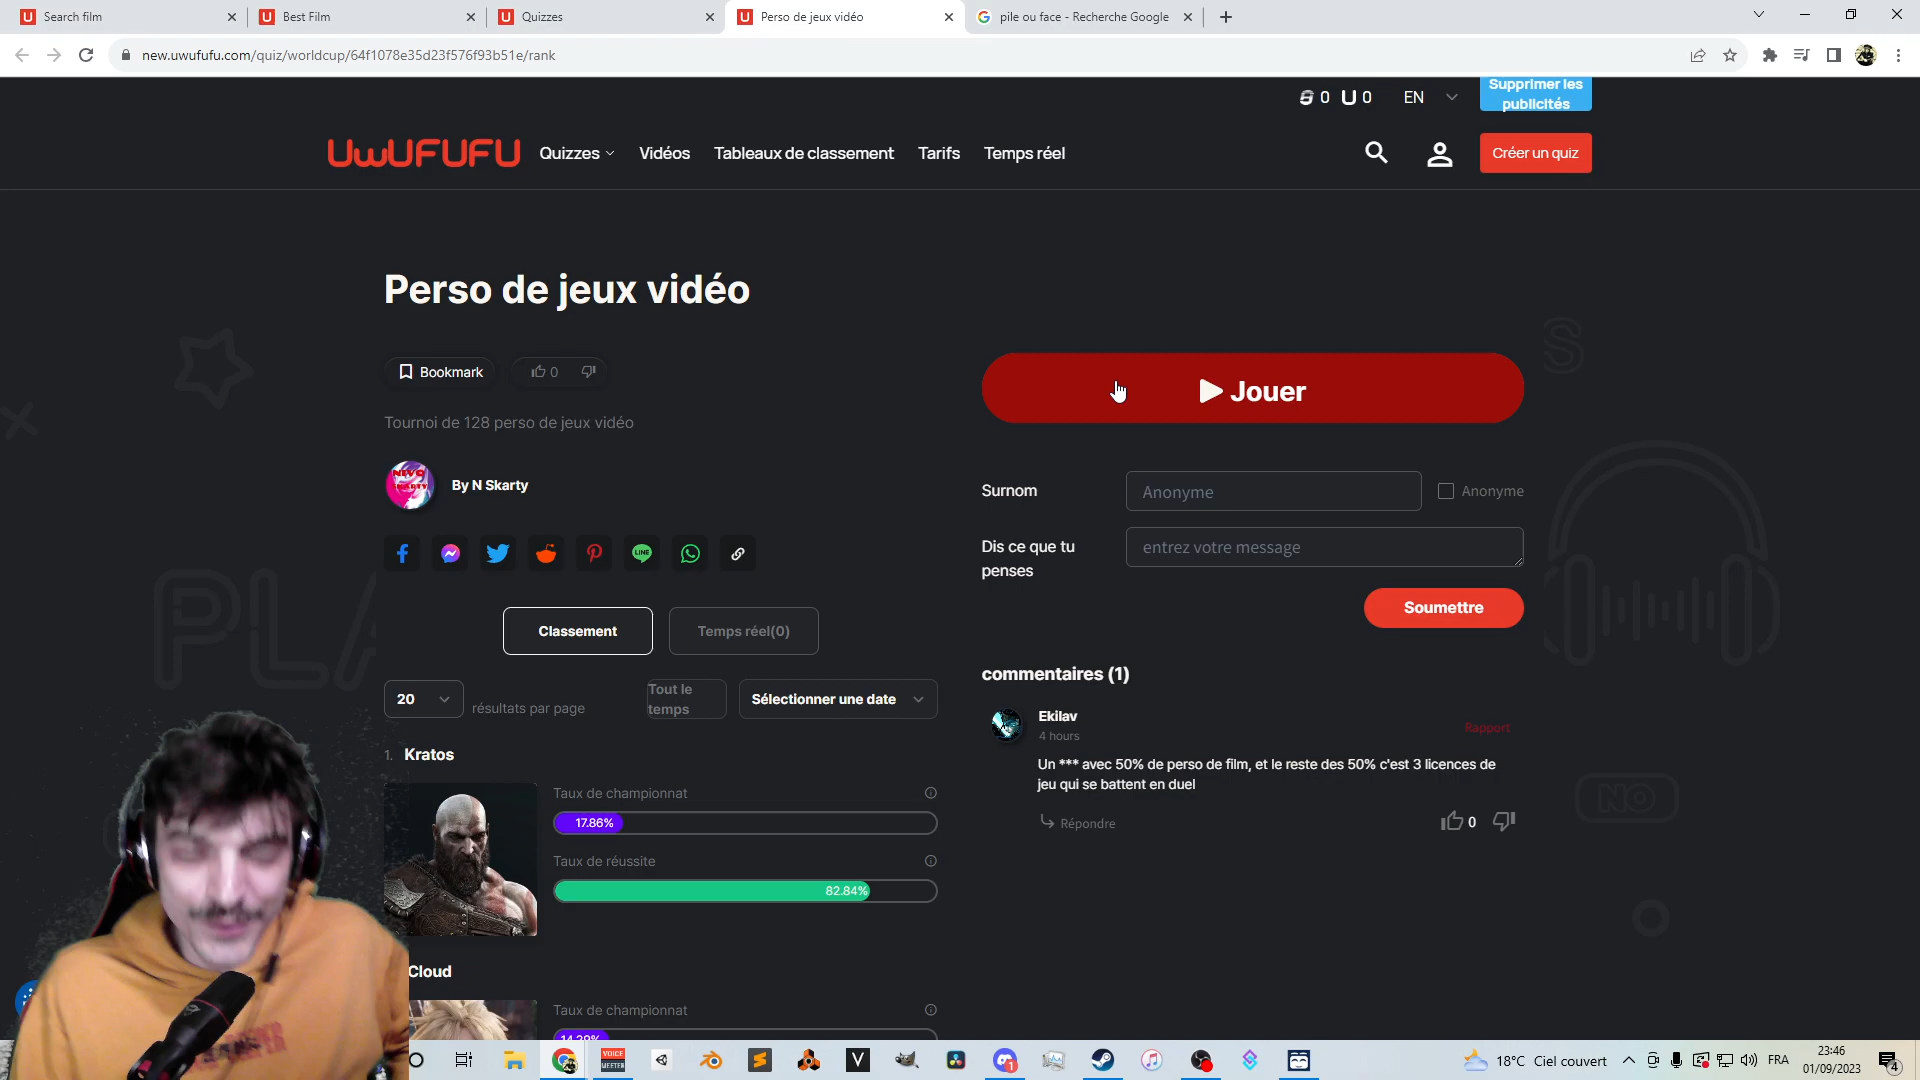 Search film
Best Film
Quizzes
Perso de jeux vidéo
pile ou face - Recherche Google
new.uwufufu.com/quiz/worldcup/64f1078e35d23f576f93b51e/rank
0
0
EN
Supprimer les
publicités
UwUFUFU
Quizzes
Vidéos
Tableaux de classement
Tarifs
Temps réel
Créer un quiz
Perso de jeux vidéo
Bookmark
0
Jouer
Tournoi de 128 perso de jeux vidéo
By N Skarty
Surnom
Anonyme
Anonyme
Dis ce que tu
penses
entrez votre message
Soumettre
Classement
Temps réel(0)
20
résultats par page
Tout le
temps
Sélectionner une date
commentaires (1)
Ekilav
4 hours
Rapport
Un *** avec 50% de perso de film, et le reste des 50% c'est 3 licences de
jeu qui se battent en duel
Répondre
0
1. Kratos
Taux de championnat
17.86%
Taux de réussite
82.84%
Cloud
Taux de championnat
14.29%
NO
VOICE
MEETER
18°C Ciel couvert
FRA
23:46
01/09/2023